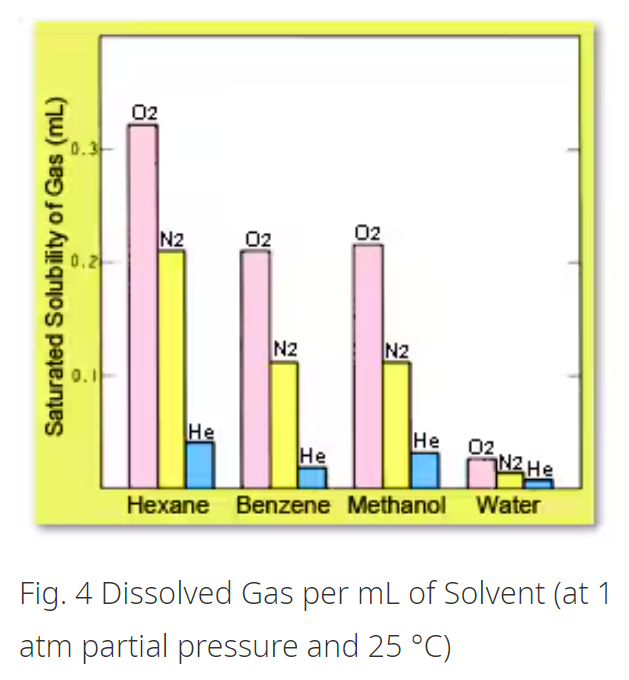 Saturated Solubility of Gas (mL)
0.3
0.2
0.1
O2
N2
He
O2
N2
He
O2
N2
He
O2
N2
He
Hexane Benzene Methanol Water
Fig. 4 Dissolved Gas per mL of Solvent (at 1
atm partial pressure and 25 °C)